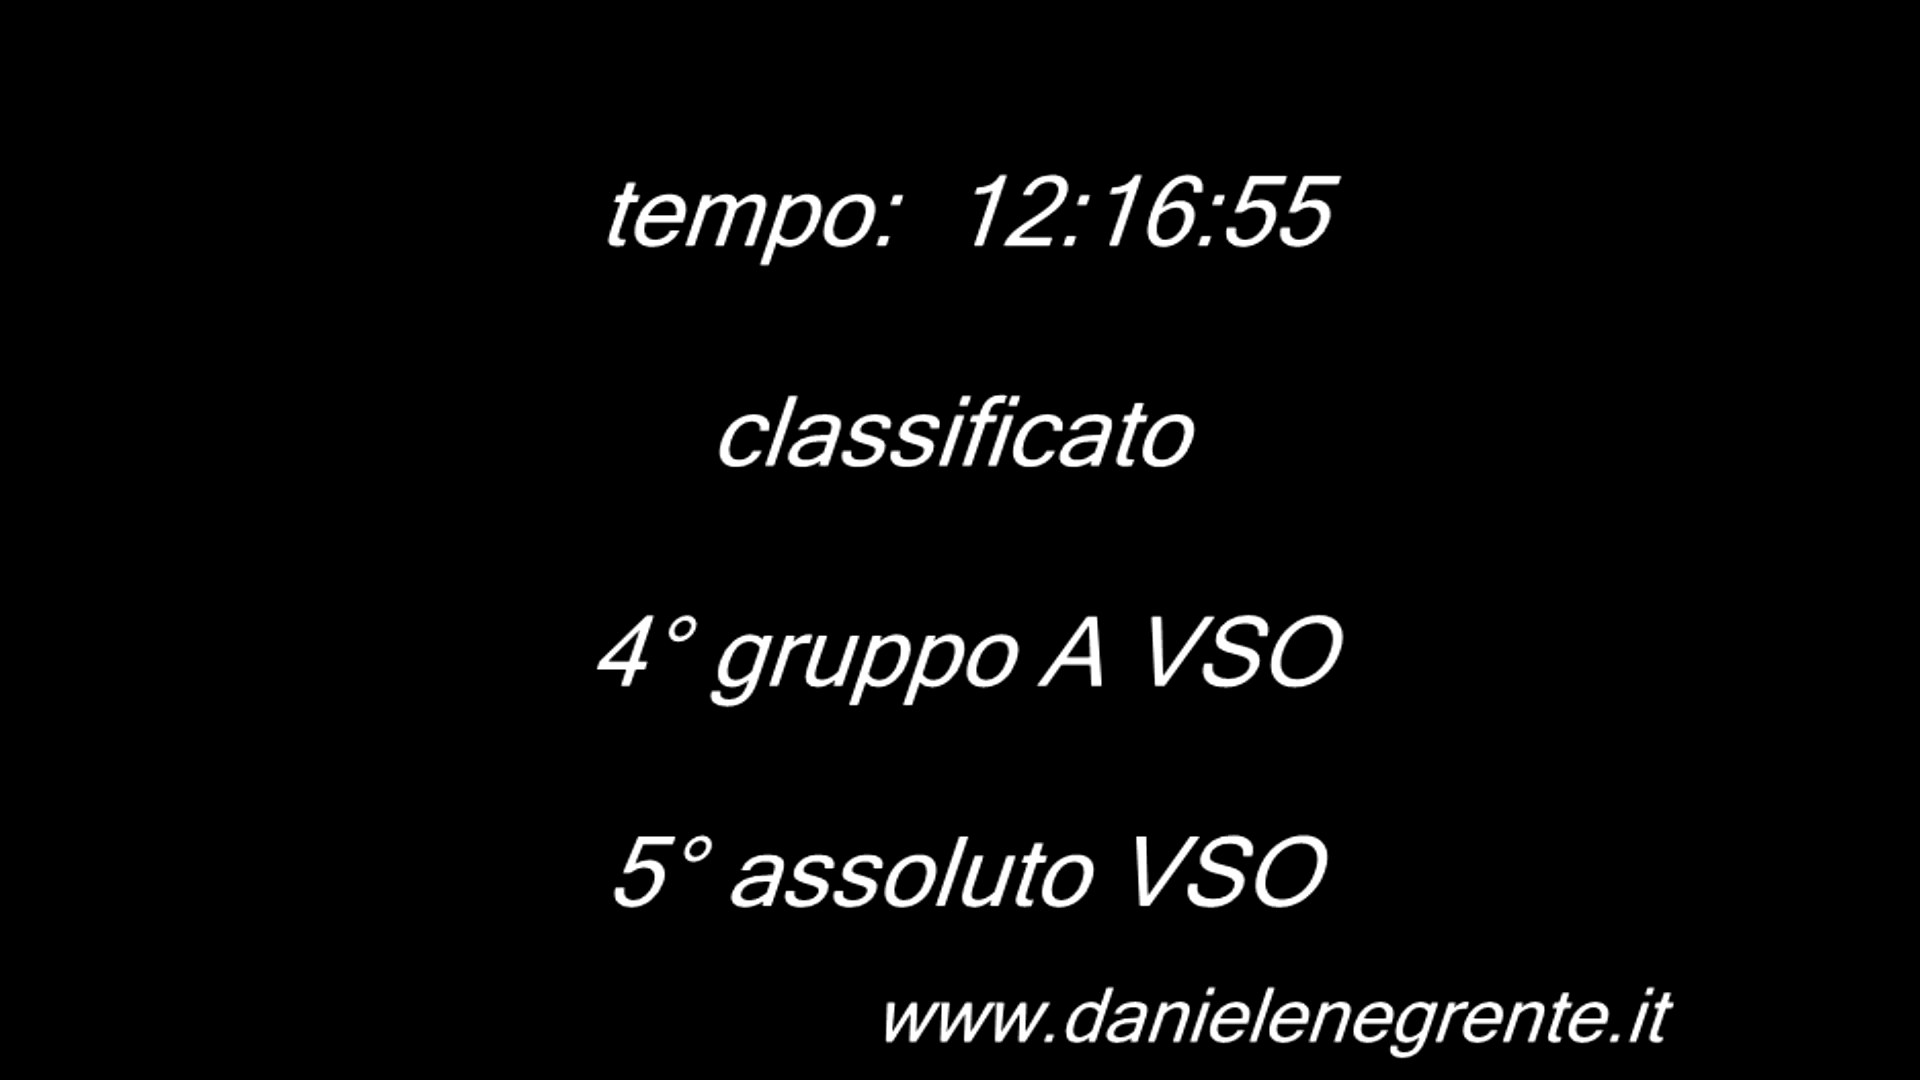 tempo: 12:16:55
classificato
4° gruppo A VSO
5° assoluto VSO
www.danielenegrente.it